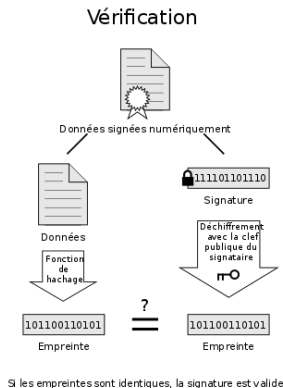 Vérification
Données signées numériquement
111101101110
Signature
Données
Fonction
de
hachage
Déchiffrement
avec la clef
publique du
signataire
?
101100110101
=
101100110101
Empreinte
Empreinte
Si les empreintes sont identiques, la signature est valide